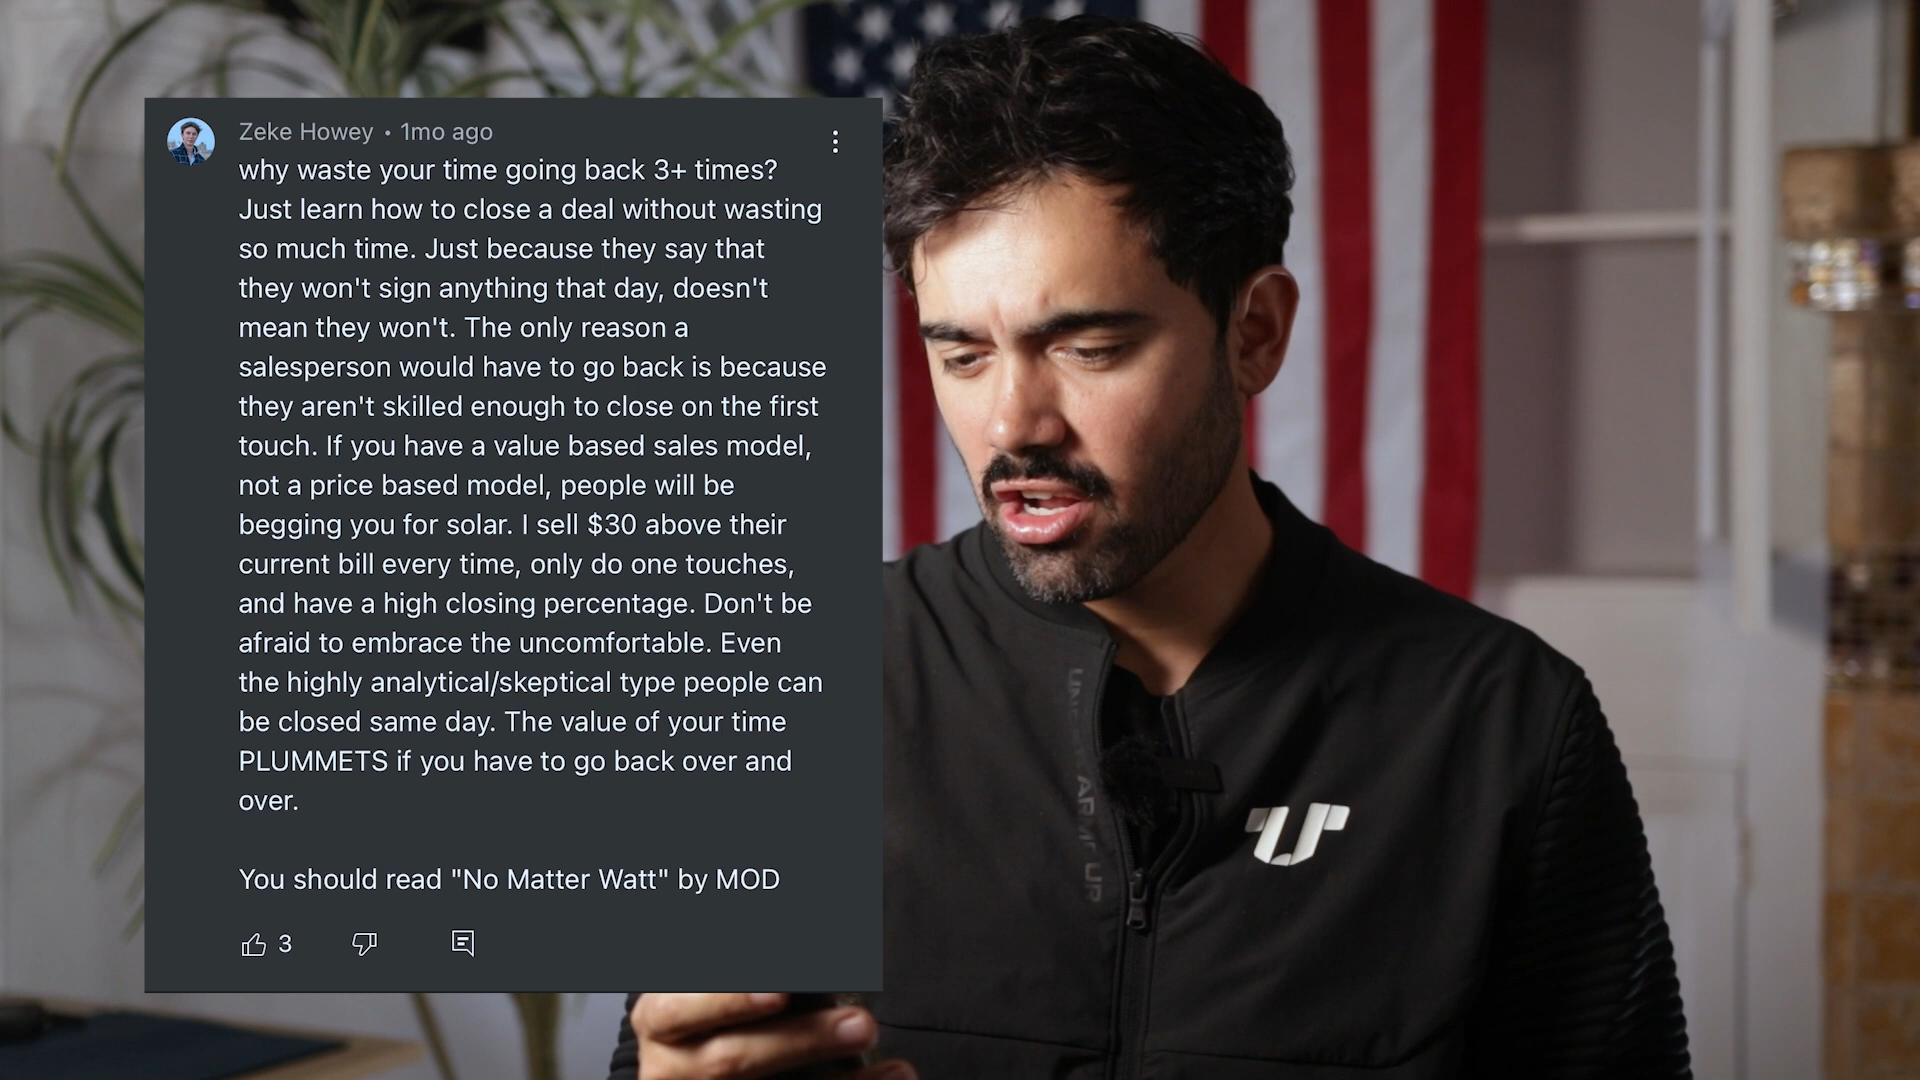 Zeke Howey • 1mo ago
why waste your time going back 3+ times?
Just learn how to close a deal without wasting
so much time. Just because they say that
they won't sign anything that day, doesn't
mean they won't. The only reason a
salesperson would have to go back is because
they aren't skilled enough to close on the first
touch. If you have a value based sales model,
not a price based model, people will be
begging you for solar. I sell $30 above their
current bill every time, only do one touches,
and have a high closing percentage. Don't be
afraid to embrace the uncomfortable. Even
the highly analytical/skeptical type people can
be closed same day. The value of your time
PLUMMETS if you have to go back over and
over.
You should read "No Matter Watt" by MOD
3